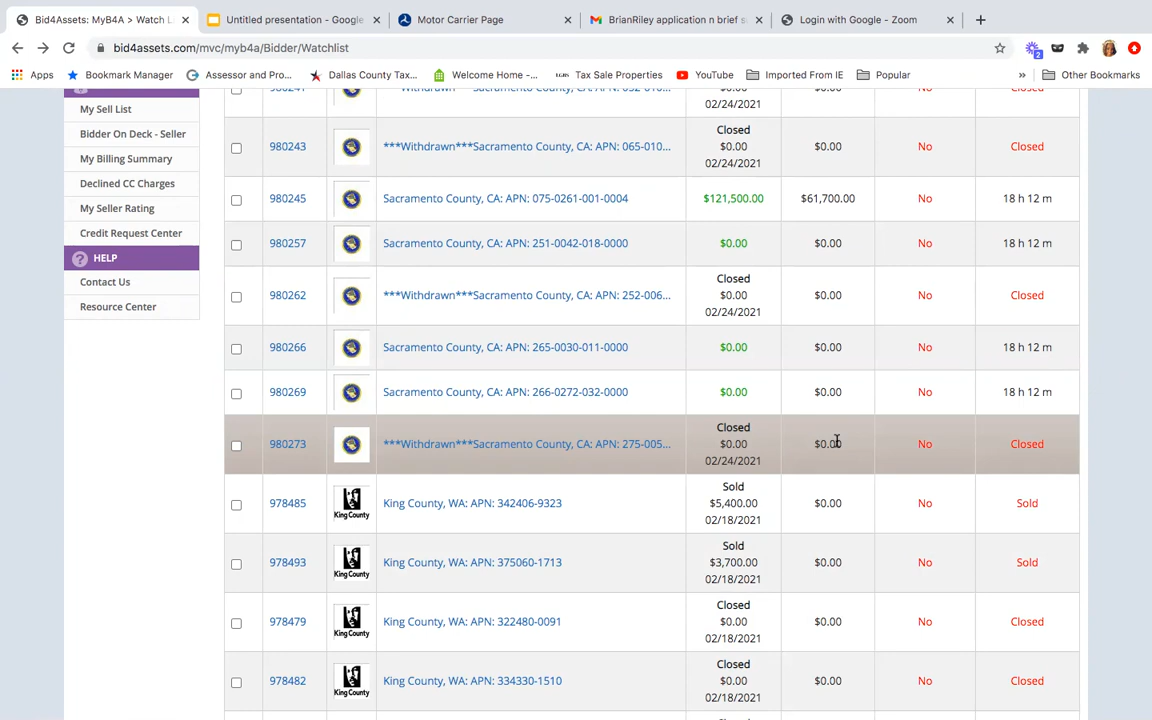 Bid4Assets: MyB4A > Watch L
Untitled presentation - Google
Motor Carrier Page
BrianRiley application n brief s
Login with Google - Zoom
bid4assets.com/mvc/myb4a/Bidder/Watchlist
2
Apps
Bookmark Manager
Assessor and Pro...
Dallas County Tax...
Welcome Home -...
LGBS
Tax Sale Properties
YouTube
Imported From IE
Popular
»
Other Bookmarks
My Sell List
Bidder On Deck - Seller
My Billing Summary
Declined CC Charges
My Seller Rating
Credit Request Center
? HELP
Contact Us
Resource Center
$0.00
02/24/2021
980243 ***Withdrawn***Sacramento County, CA: APN: 065-010... Closed $0.00 02/24/2021 $0.00 No Closed
980245 Sacramento County, CA: APN: 075-0261-001-0004 $121,500.00 $61,700.00 No 18 h 12 m
980257 Sacramento County, CA: APN: 251-0042-018-0000 $0.00 $0.00 No 18 h 12 m
980262 ***Withdrawn***Sacramento County, CA: APN: 252-006... Closed $0.00 02/24/2021 $0.00 No Closed
980266 Sacramento County, CA: APN: 265-0030-011-0000 $0.00 $0.00 No 18 h 12 m
980269 Sacramento County, CA: APN: 266-0272-032-0000 $0.00 $0.00 No 18 h 12 m
980273 ***Withdrawn***Sacramento County, CA: APN: 275-005... Closed $0.00 02/24/2021 $0.00 No Closed
978485 King County King County, WA: APN: 342406-9323 Sold $5,400.00 02/18/2021 $0.00 No Sold
978493 King County King County, WA: APN: 375060-1713 Sold $3,700.00 02/18/2021 $0.00 No Sold
978479 King County King County, WA: APN: 322480-0091 Closed $0.00 02/18/2021 $0.00 No Closed
978482 King County King County, WA: APN: 334330-1510 Closed $0.00 02/18/2021 $0.00 No Closed